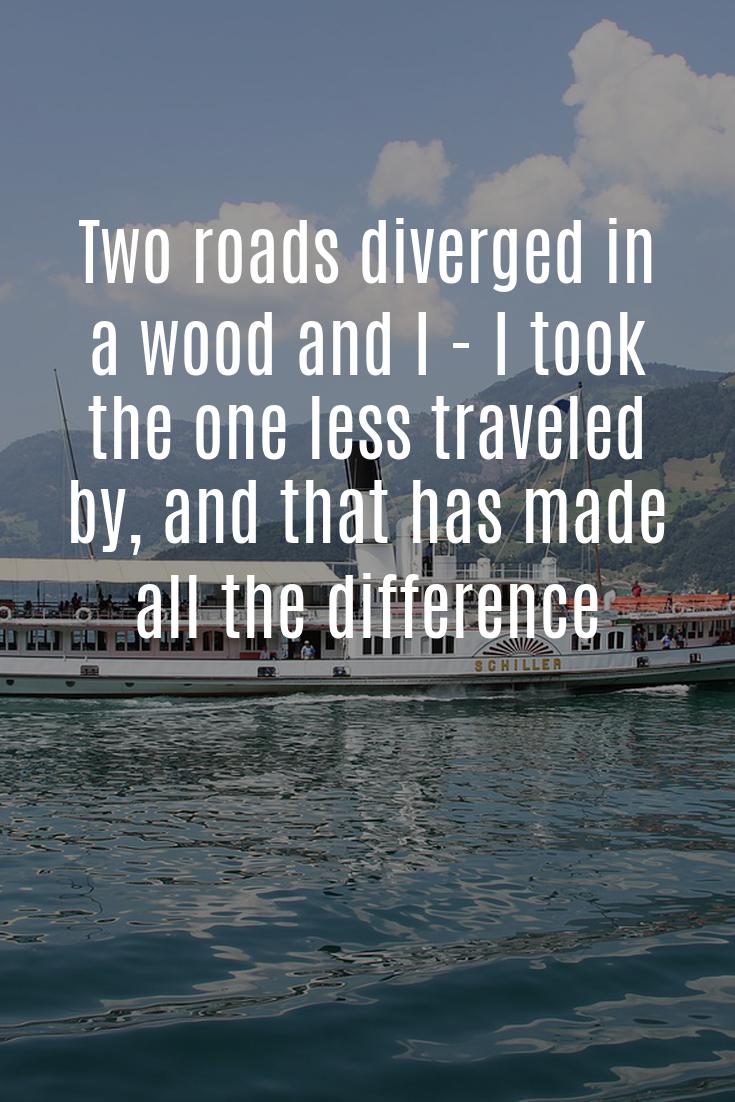 Two roads diverged in
a wood and I - I took
the one less traveled
by, and that has made
all the difference
SCHILLER